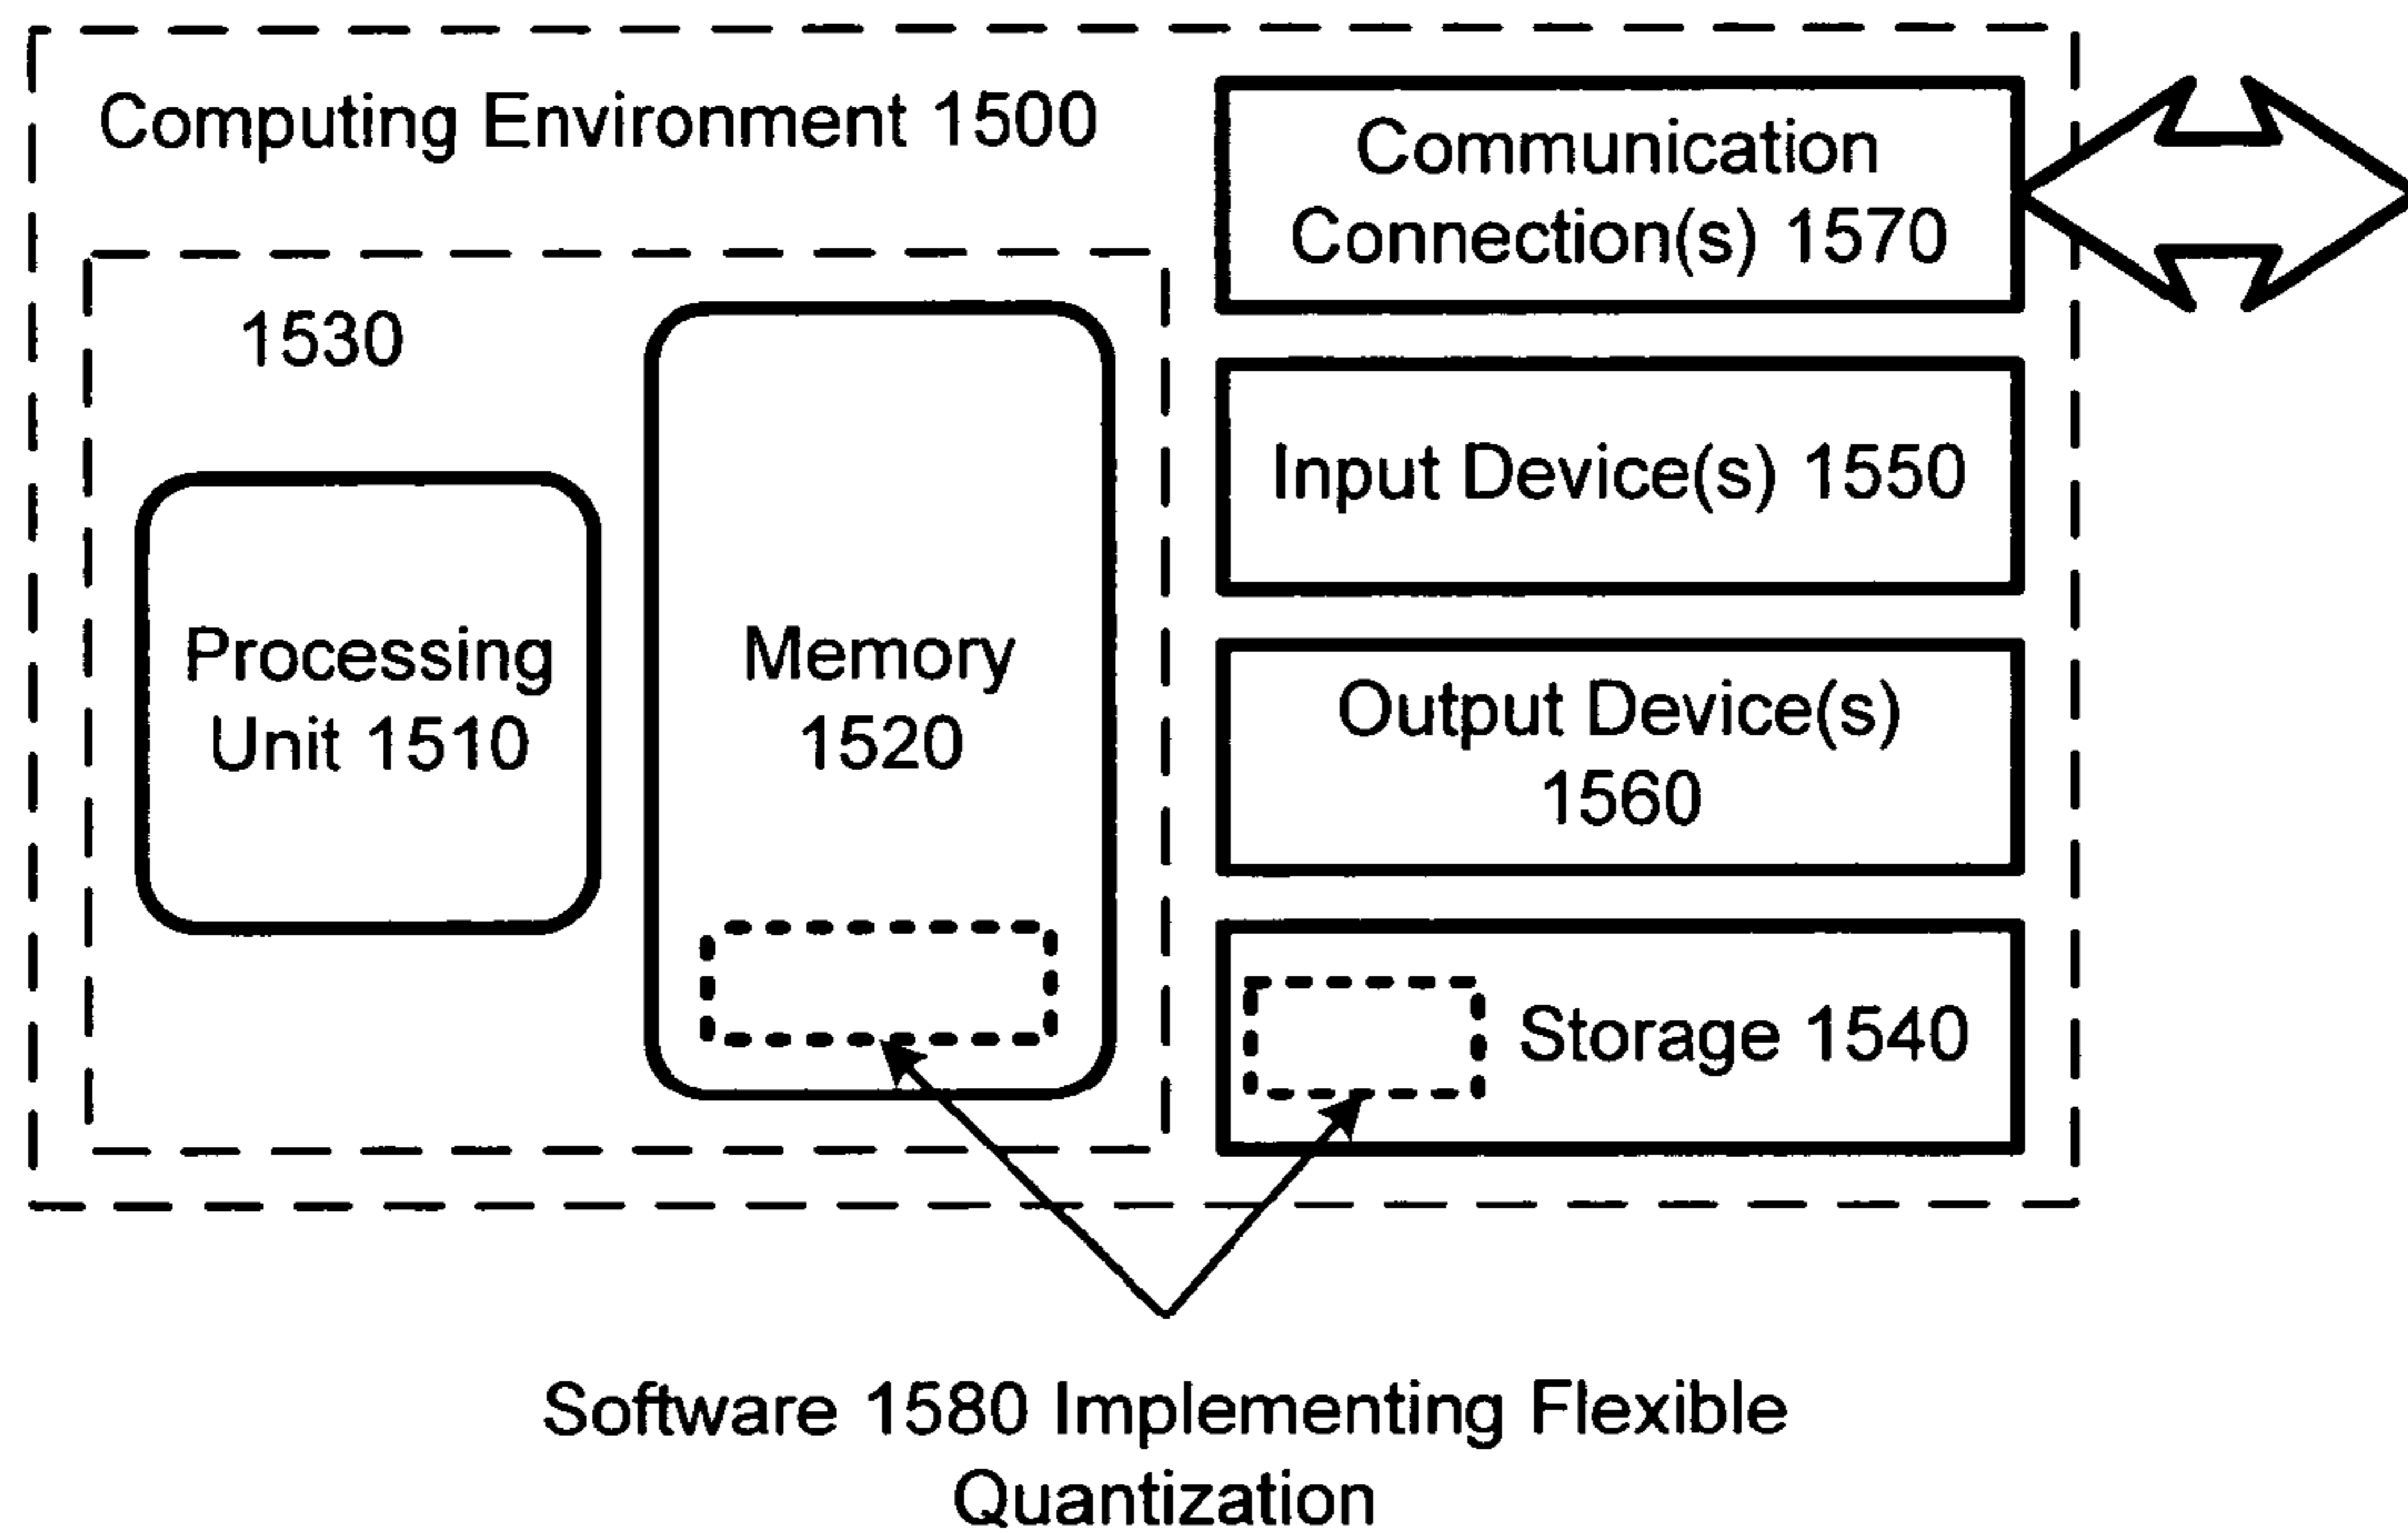 Computing Environment 1500
Communication
Connection(s) 1570
1530
Input Device(s) 1550
Processing
Unit 1510
Memory
1520
Output Device(s)
1560
Storage 1540
Software 1580 Implementing Flexible
Quantization